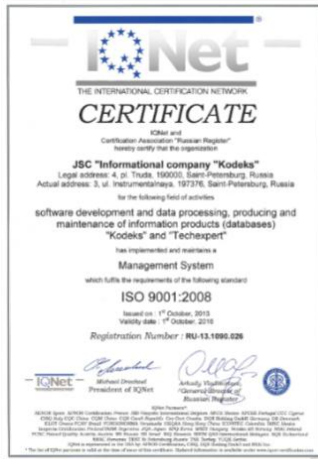 IQNet
THE INTERNATIONAL CERTIFICATION NETWORK
CERTIFICATE
IQNet and
Certification Association "Russian Register"
hereby certify that the organization
JSC "Informational company "Kodeks"
Legal address: 4, pl. Truda, 190000, Saint-Petersburg, Russia
Actual address: 3, ul. Instrumentalnaya, 197376, Saint-Petersburg, Russia
for the following field of activities
software development and data processing, producing and
maintenance of information products (databases)
"Kodeks" and "Techexpert"
has implemented and maintains a
Management System
which fulfils the requirements of the following standard
ISO 9001:2008
Issued on : 1st October, 2013
Validity date : 1st October, 2016
Registration Number : RU-13.1090.026
IQNet
Michael Drechsel
President of IQNet
Arkady Vladimirtsev
General Director of
Russian Register